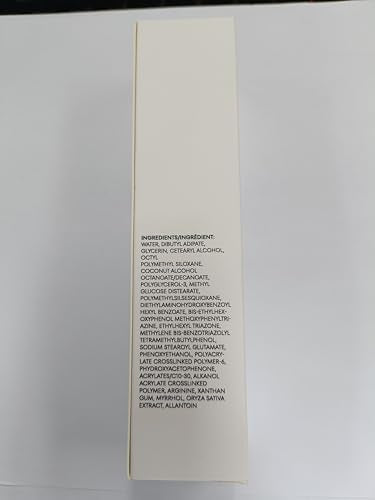 INGREDIENTS/INGRÉDIENT:
WATER, DIBUTYL ADIPATE,
GLYCERIN, CETEARYL ALCOHOL,
OCTYL
POLYMETHYL SILOXANE,
COCONUT ALCOHOL
OCTANOATE/DECANOATE,
POLYGLYCEROL-3, METHYL
GLUCOSE DISTEARATE,
POLYMETHYLSILSESQUIOXANE,
DIETHYLAMINOHYDROXYBENZOYL
HEXYL BENZOATE, BIS-ETHYLHEX-
OXYPHENOL METHOXYPHENYLTRI-
AZINE, ETHYLHEXYL TRIAZONE,
METHYLENE BIS-BENZOTRIAZOLYL
TETRAMETHYLBUTYLPHENOL,
SODIUM STEAROYL GLUTAMATE,
PHENOXYETHANOL, POLYACRY-
LATE CROSSLINKED POLYMER-6,
PHYDROXYACETOPHENONE,
ACRYLATES/C10-30, ALKANOL
ACRYLATE CROSSLINKED
POLYMER, ARGININE, XANTHAN
GUM, MYRRHOL, ORYZA SATIVA
EXTRACT, ALLANTOIN